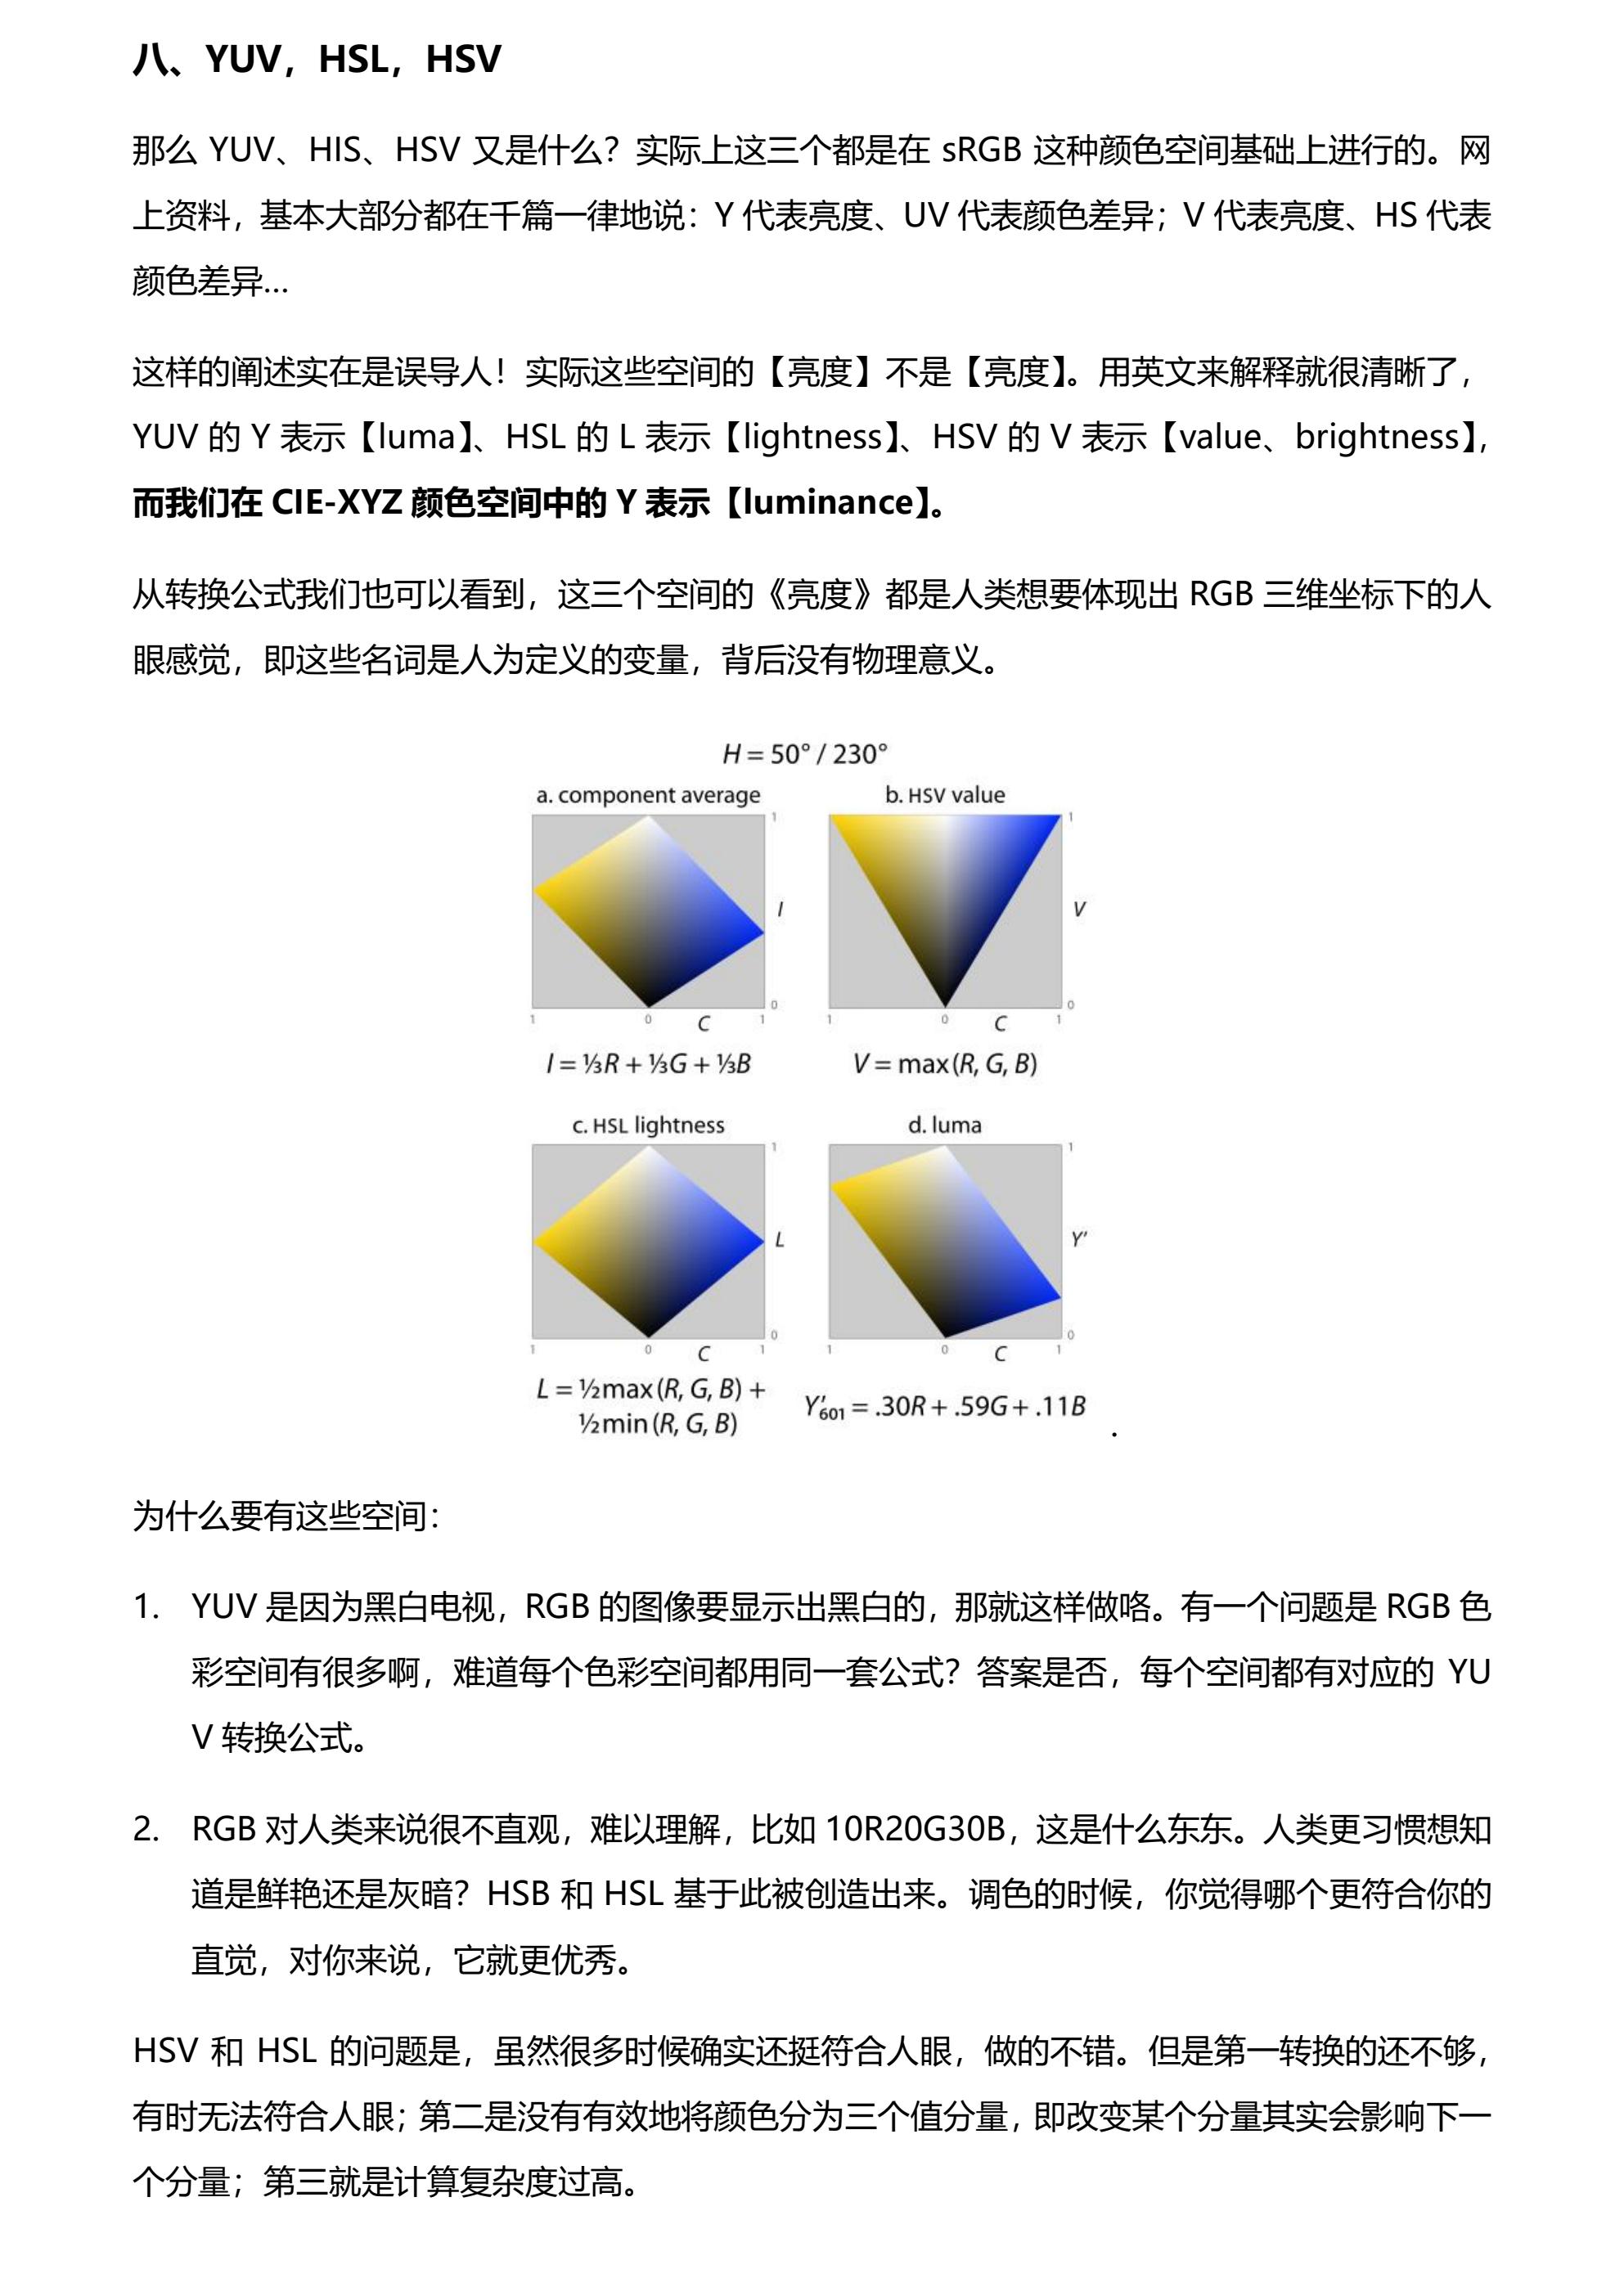 八、YUV，HSL，HSV
那么 YUV、HIS、HSV 又是什么？实际上这三个都是在 sRGB 这种颜色空间基础上进行的。网
上资料，基本大部分都在千篇一律地说：Y 代表亮度、UV 代表颜色差异；V 代表亮度、HS 代表
颜色差异...
这样的阐述实在是误导人！实际这些空间的【亮度】不是【亮度】。用英文来解释就很清晰了，
YUV 的 Y 表示【luma】、HSL 的 L 表示【lightness】、HSV 的 V 表示【value、brightness】，
而我们在 CIE-XYZ 颜色空间中的 Y 表示【luminance】。
从转换公式我们也可以看到，这三个空间的《亮度》都是人类想要体现出 RGB 三维坐标下的人
眼感觉，即这些名词是人为定义的变量，背后没有物理意义。
H = 50° / 230°
a. component average
1
I
0
1 0 C 1
I = ⅓R + ⅓G + ⅓B
b. HSV value
1
V
0
1 0 C 1
V = max (R, G, B)
c. HSL lightness
1
L
0
1 0 C 1
L = ½max (R, G, B) +
½min (R, G, B)
d. luma
1
Y′
0
1 0 C 1
Y′601 = .30R + .59G + .11B
.
为什么要有这些空间：
1. YUV 是因为黑白电视，RGB 的图像要显示出黑白的，那就这样做咯。有一个问题是 RGB 色
彩空间有很多啊，难道每个色彩空间都用同一套公式？答案是否，每个空间都有对应的 YU
V 转换公式。
2. RGB 对人类来说很不直观，难以理解，比如 10R20G30B，这是什么东东。人类更习惯想知
道是鲜艳还是灰暗？HSB 和 HSL 基于此被创造出来。调色的时候，你觉得哪个更符合你的
直觉，对你来说，它就更优秀。
HSV 和 HSL 的问题是，虽然很多时候确实还挺符合人眼，做的不错。但是第一转换的还不够，
有时无法符合人眼；第二是没有有效地将颜色分为三个值分量，即改变某个分量其实会影响下一
个分量；第三就是计算复杂度过高。